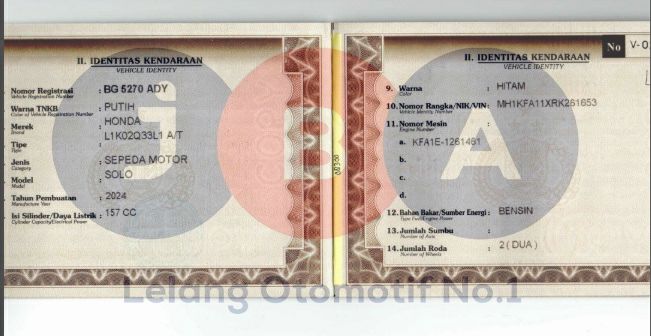 II. IDENTITAS KENDARAAN
VEHICLE IDENTITY
Nomor Registrasi : BG 5270 ADY
Vehicle Registration Number
Warna TNKB : PUTIH
Color of Vehicle Registration Number
Merek : HONDA
Brand
L1K02Q33L1 A/T
Tipe :
Type
Jenis : SEPEDA MOTOR
Category
Model : SOLO
Model
Tahun Pembuatan : 2024
Manufacture Year
Isi Silinder/Daya Listrik : 157 CC
Cylinder Capacity/Electrical Power
No V-0
II. IDENTITAS KENDARAAN
VEHICLE IDENTITY
9. Warna : HITAM
Color
10. Nomor Rangka/NIK/VIN : MH1KFA11XRK261653
Vehicle Identity Number
11. Nomor Mesin :
Engine Number
a. KFA1E-1261461
b.
c.
d.
12. Bahan Bakar/Sumber Energi : BENSIN
Type Fuel/Engine Power
13. Jumlah Sumbu :
Number of Axis
14. Jumlah Roda : 2 ( DUA )
Number of Wheels
JBA
Lelang Otomotif No.1